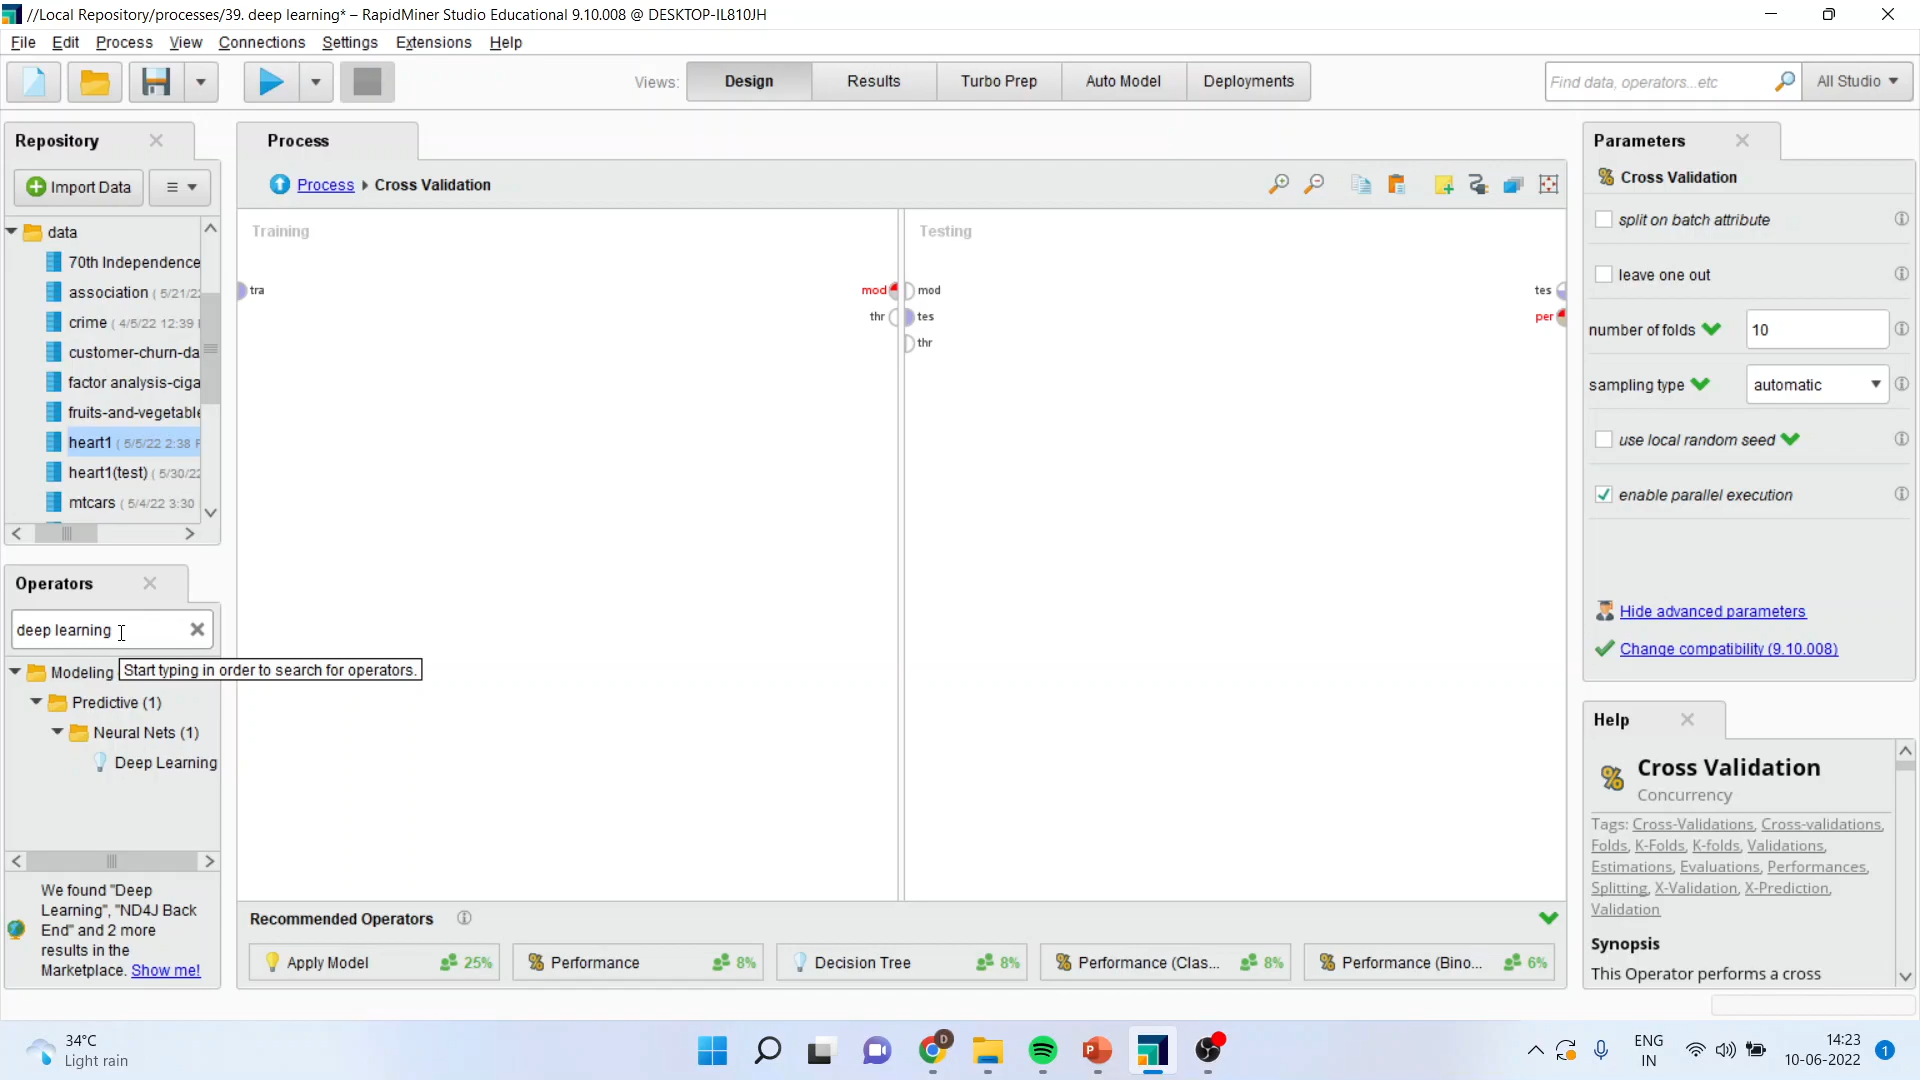 //Local Repository/processes/39. deep learning* – RapidMiner Studio Educational 9.10.008 @ DESKTOP-IL810JH
File Edit Process View Connections Settings Extensions Help
Views: Design Results Turbo Prep Auto Model Deployments
Find data, operators...etc
All Studio
Repository
Import Data
data
70th Independence
association ( 5/21/22
crime ( 4/5/22 12:39
customer-churn-da
factor analysis-ciga
fruits-and-vegetable
heart1 ( 5/5/22 2:38 P
heart1(test) ( 5/30/22
mtcars ( 5/4/22 3:30
Operators
deep learning
Start typing in order to search for operators.
Modeling
Predictive (1)
Neural Nets (1)
Deep Learning
We found "Deep
Learning", "ND4J Back
End" and 2 more
results in the
Marketplace. Show me!
Process
Process Cross Validation
Training
tra
mod
thr
Testing
mod
tes
thr
tes
per
Recommended Operators
Apply Model 25%
Performance 8%
Decision Tree 8%
Performance (Clas... 8%
Performance (Bino... 6%
Parameters
Cross Validation
split on batch attribute
leave one out
number of folds 10
sampling type automatic
use local random seed
enable parallel execution
Hide advanced parameters
Change compatibility (9.10.008)
Help
Cross Validation
Concurrency
Tags: Cross-Validations, Cross-validations,
Folds, K-Folds, K-folds, Validations,
Estimations, Evaluations, Performances,
Splitting, X-Validation, X-Prediction,
Validation
Synopsis
This Operator performs a cross
34°C
Light rain
D
P
ENG
IN
14:23
10-06-2022
1